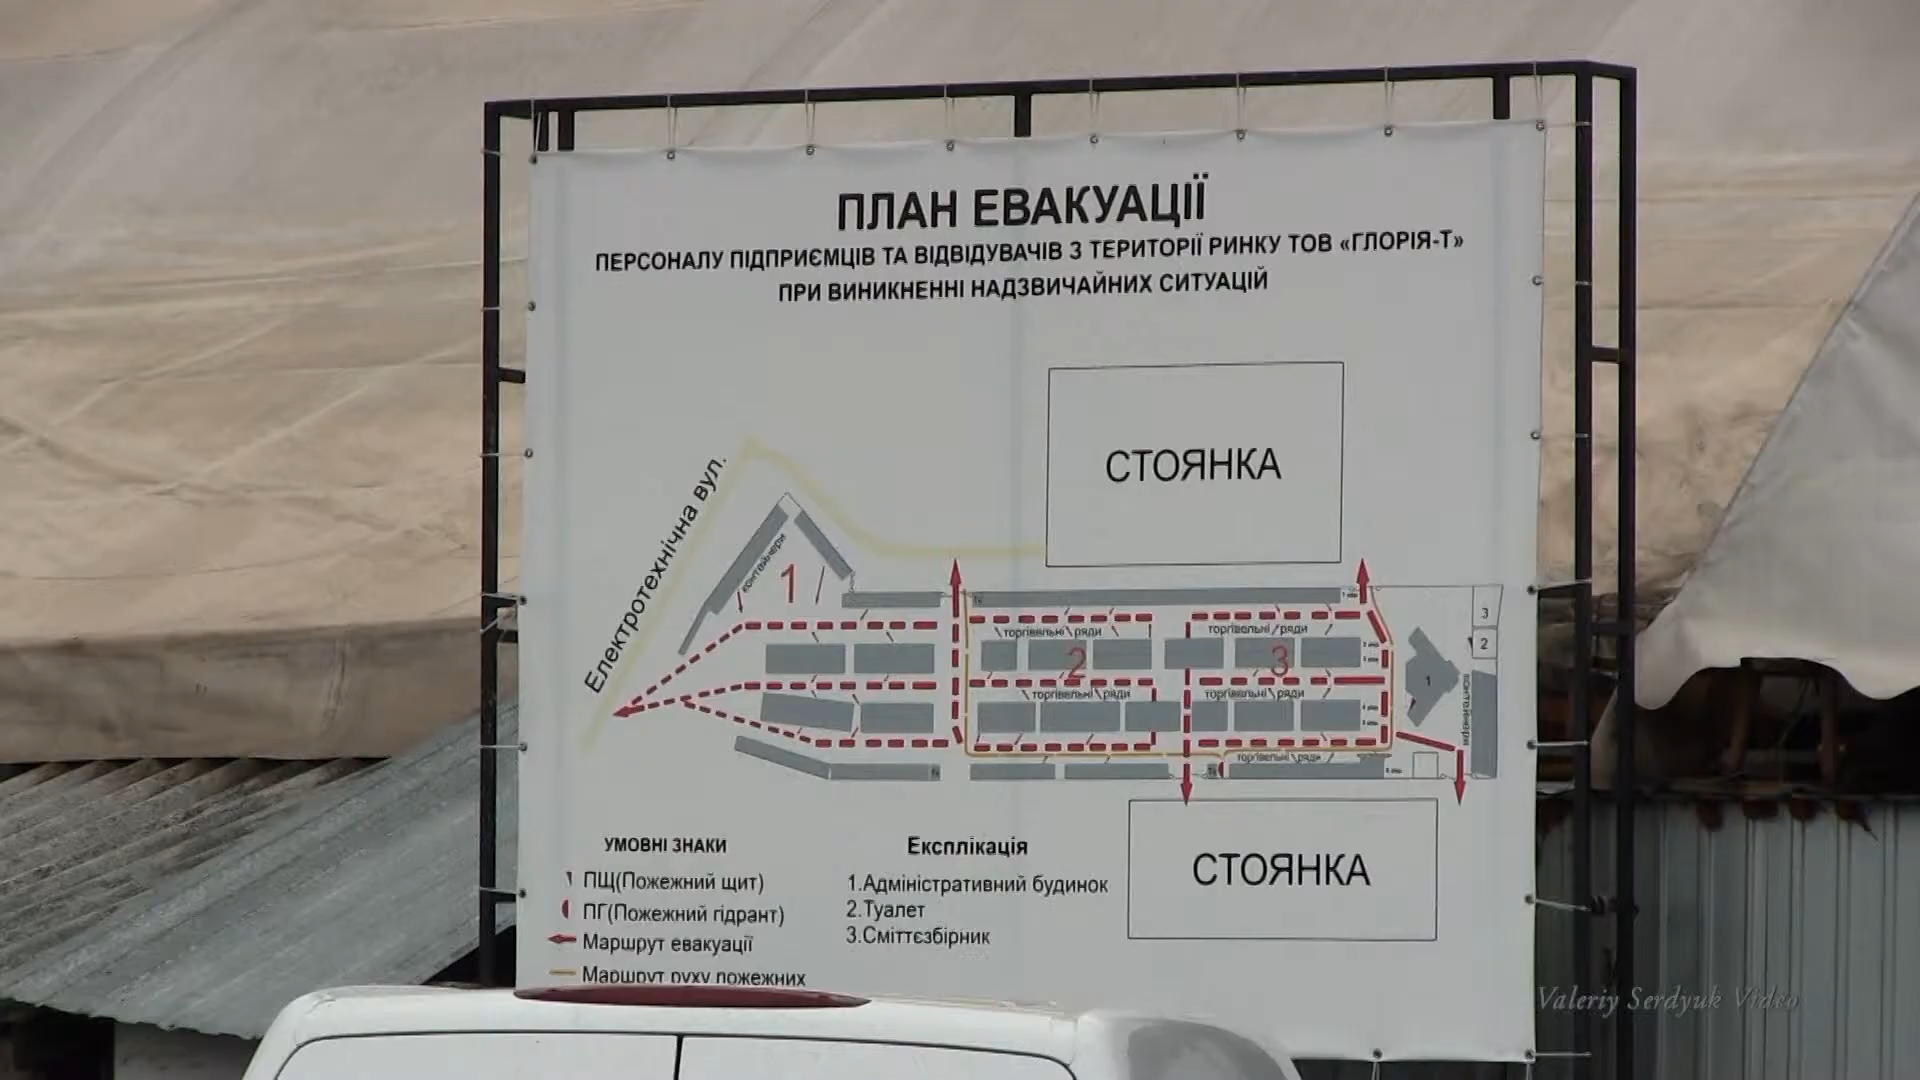 ПЛАН ЕВАКУАЦІЇ
ПЕРСОНАЛУ ПІДПРИЄМЦІВ ТА ВІДВІДУВАЧІВ З ТЕРИТОРІЇ РИНКУ ТОВ «ГЛОРІЯ-Т»
ПРИ ВИНИКНЕННІ НАДЗВИЧАЙНИХ СИТУАЦІЙ
СТОЯНКА
Електротехнічна вул.
контейнери
1
3
торгівельні ряди
торгівельні ряди
2
2
3
1
контейнери
торгівельні ряди
торгівельні ряди
торгівельні ряди
СТОЯНКА
УМОВНІ ЗНАКИ
ПЩ(Пожежний щит)
ПГ(Пожежний гідрант)
Маршрут евакуації
Маршрут руху пожежних
Експлікація
1.Адміністративний будинок
2.Туалет
3.Сміттєзбірник
Valeriy Serdyuk Video